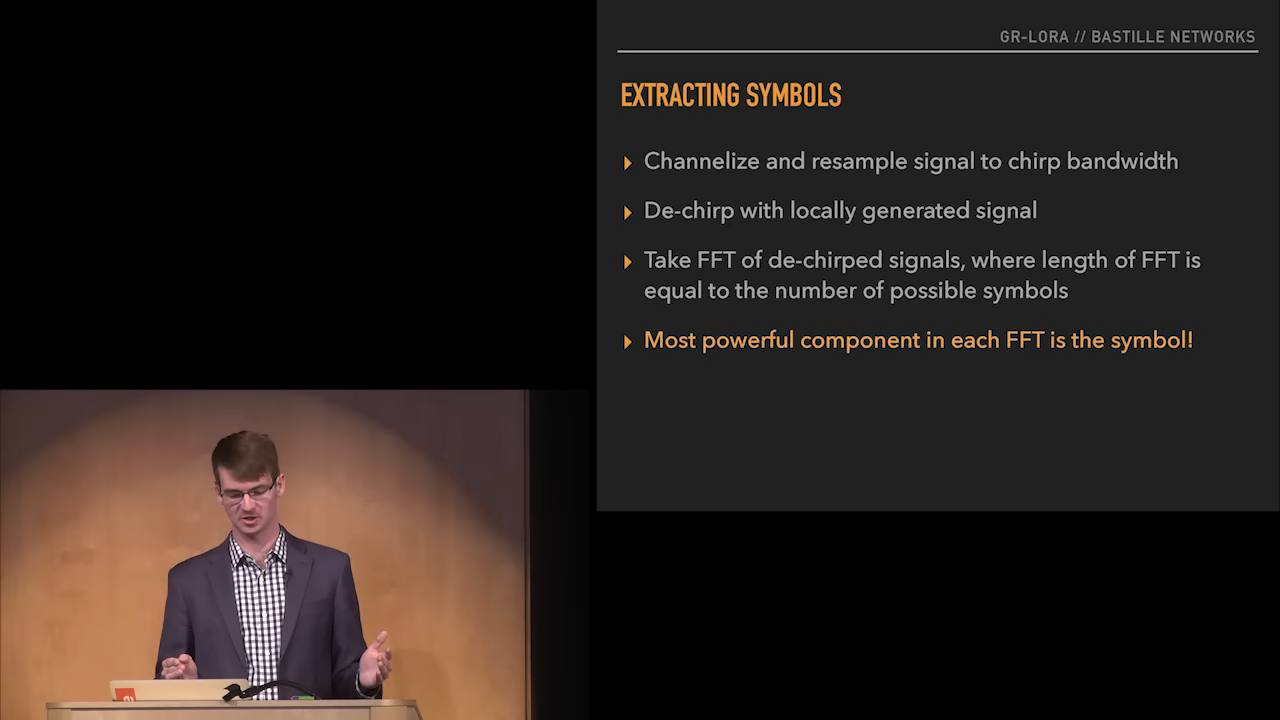 GR-LORA // BASTILLE NETWORKS
EXTRACTING SYMBOLS
Channelize and resample signal to chirp bandwidth
De-chirp with locally generated signal
Take FFT of de-chirped signals, where length of FFT is
equal to the number of possible symbols
Most powerful component in each FFT is the symbol!